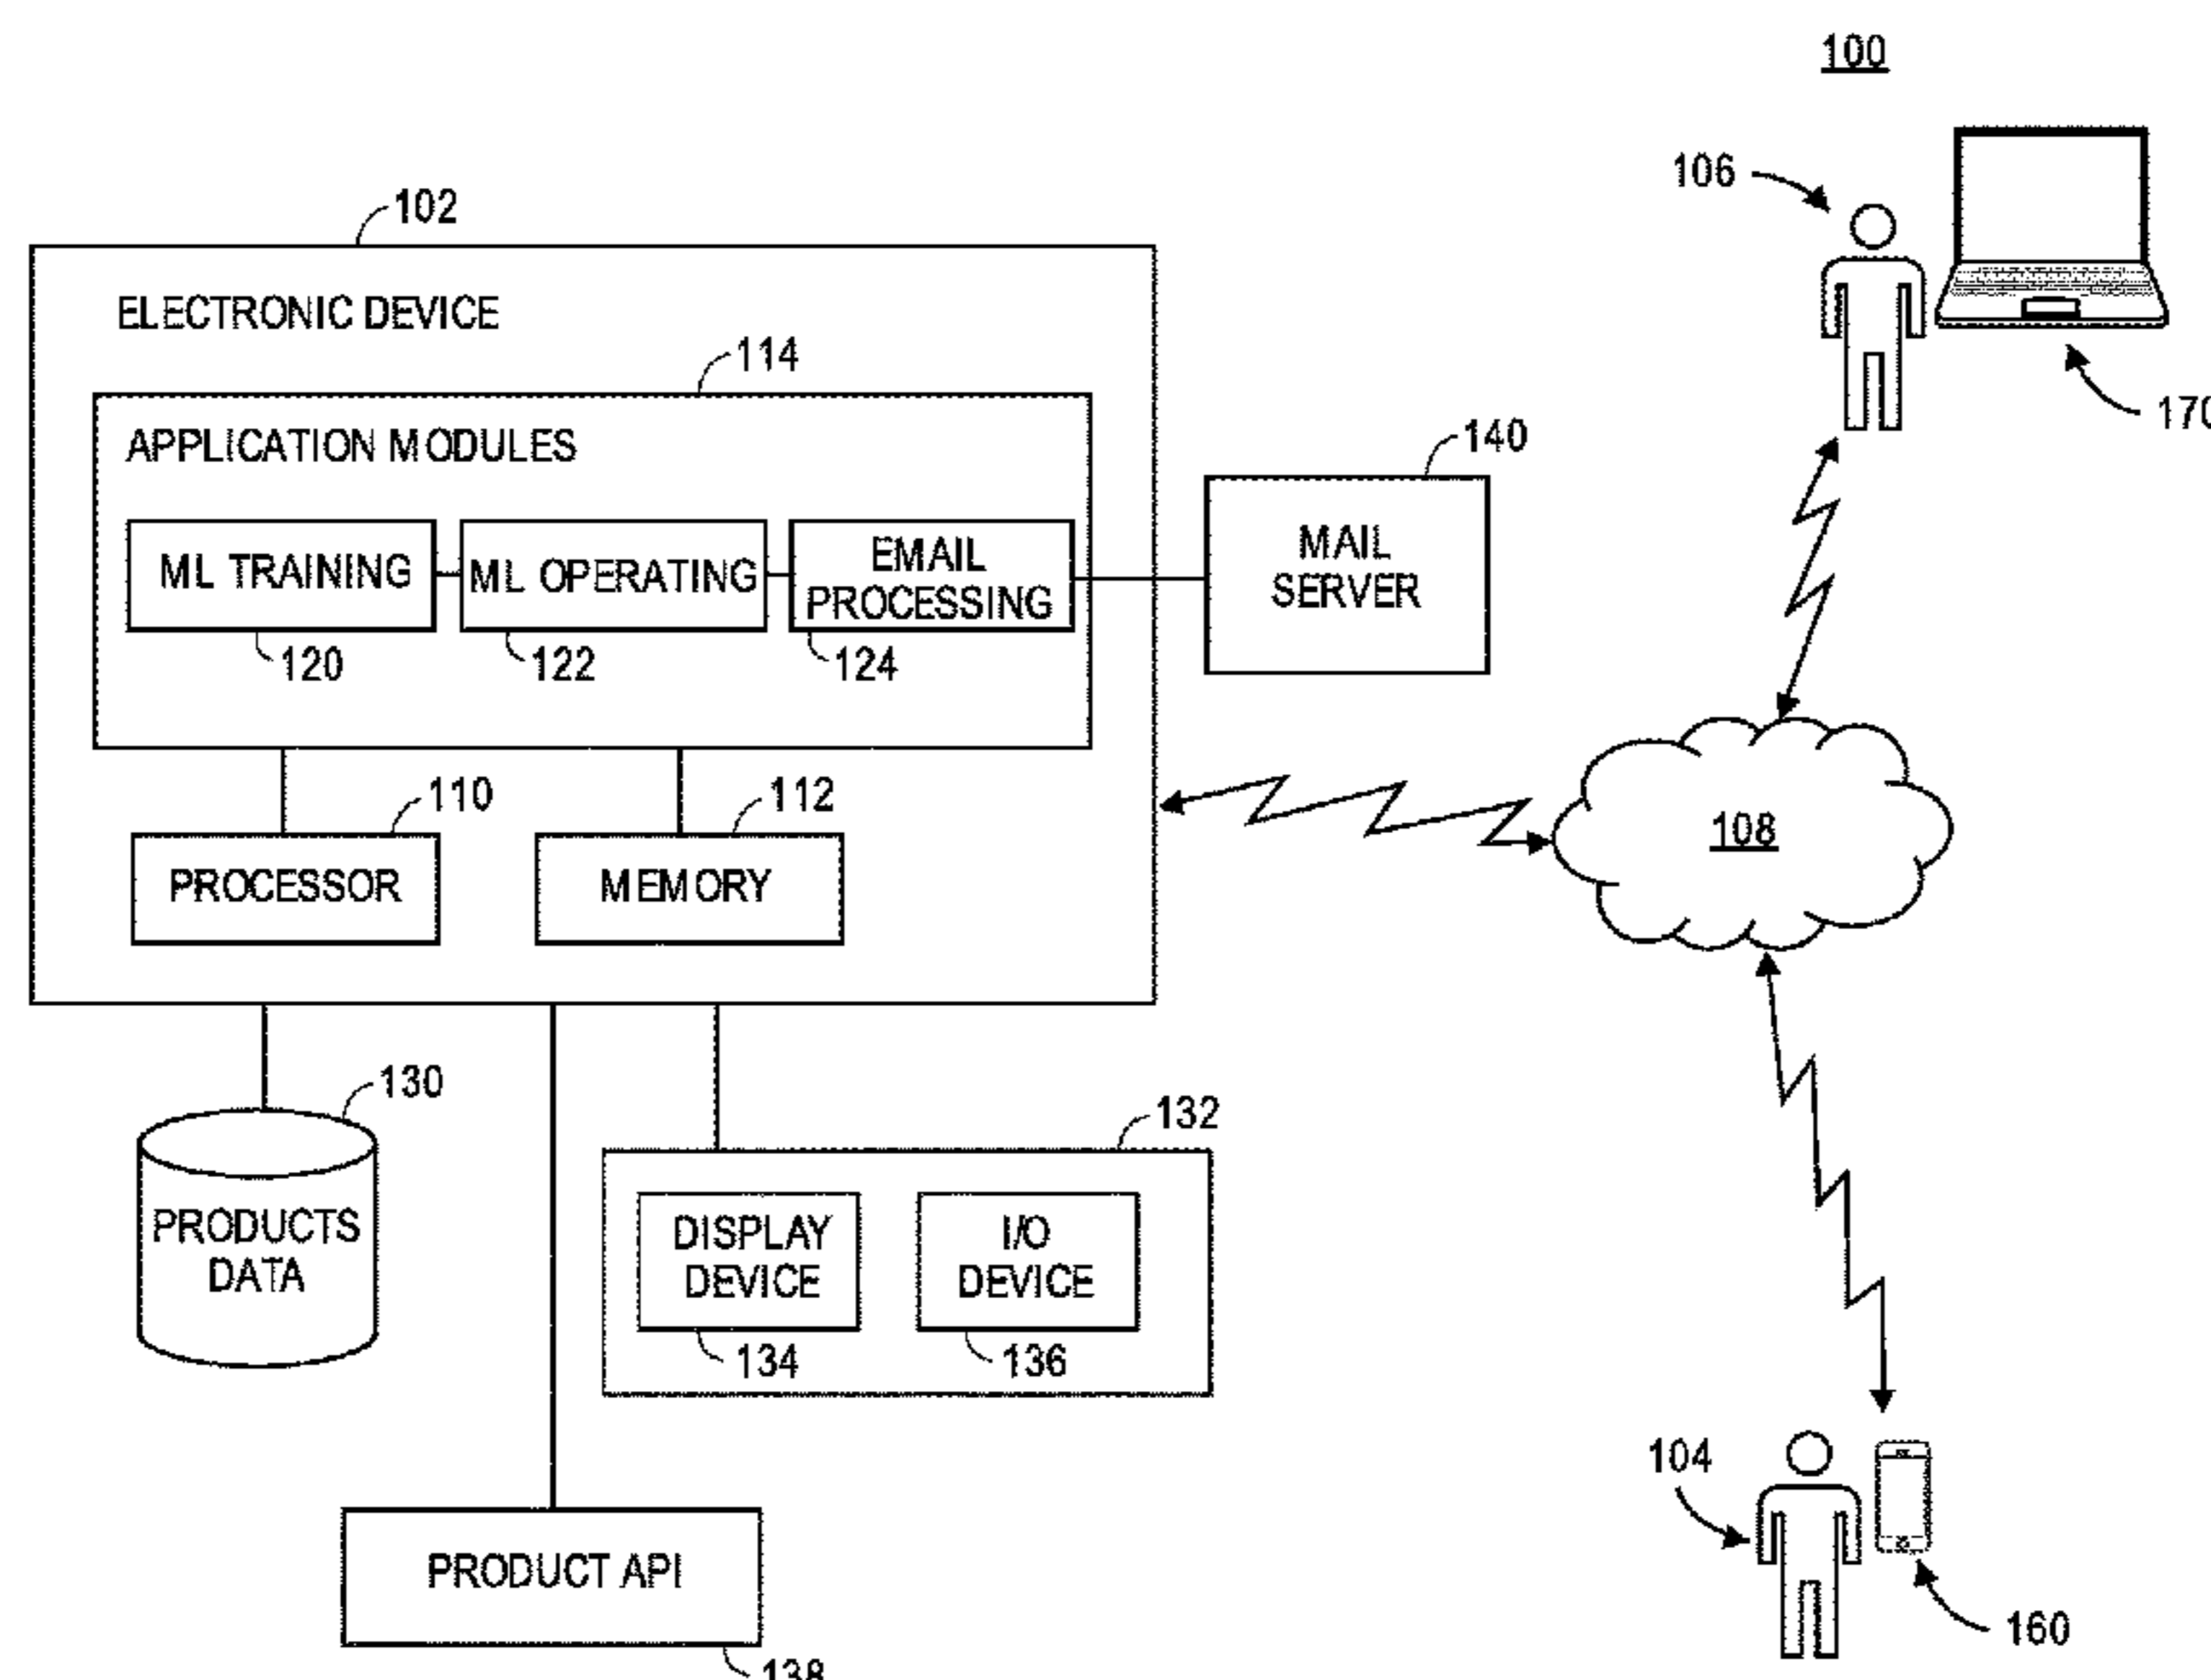 100
106
170
102
ELECTRONIC DEVICE
114
APPLICATION MODULES
ML TRAINING
ML OPERATING
EMAIL
PROCESSING
120
122
124
140
MAIL
SERVER
110
PROCESSOR
112
MEMORY
108
130
PRODUCTS
DATA
132
DISPLAY
DEVICE
134
I/O
DEVICE
136
PRODUCT API
138
104
160